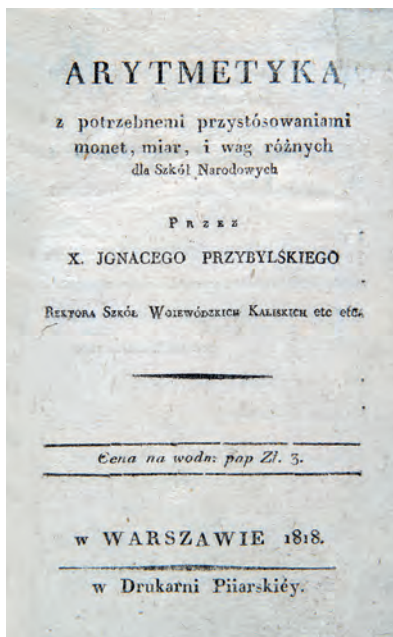 ARYTMETYKA
z potrzebnemi przystósowaniami
monet, miar, i wag różnych
dla Szkół Narodowych
PRZEZ
X. JGNACEGO PRZYBYLSKIEGO
REKTORA SZKÓŁ WOIEWÓDZKICH KALISKICH etc etc.
Cena na wodn: pap Zł. 3.
w WARSZAWIE 1818.
w Drukarni Piiarskiéy.